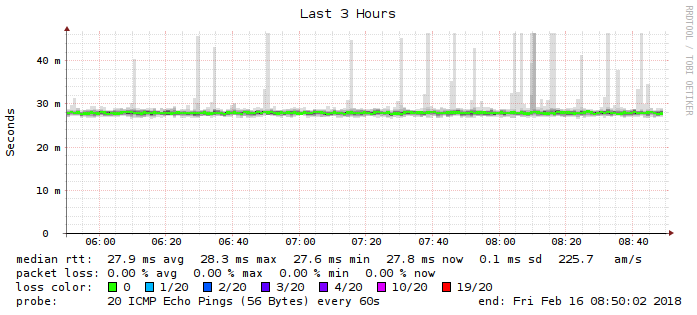 Last 3 Hours
RRDTOOL / TOBI OETIKER
Seconds
40 m
30 m
20 m
10 m
0
06:00 06:20 06:40 07:00 07:20 07:40 08:00 08:20 08:40
median rtt: 27.9 ms avg 28.3 ms max 27.6 ms min 27.8 ms now 0.1 ms sd 225.7 am/s
packet loss: 0.00 % avg 0.00 % max 0.00 % min 0.00 % now
loss color: 0 1/20 2/20 3/20 4/20 10/20 19/20
probe: 20 ICMP Echo Pings (56 Bytes) every 60s end: Fri Feb 16 08:50:02 2018